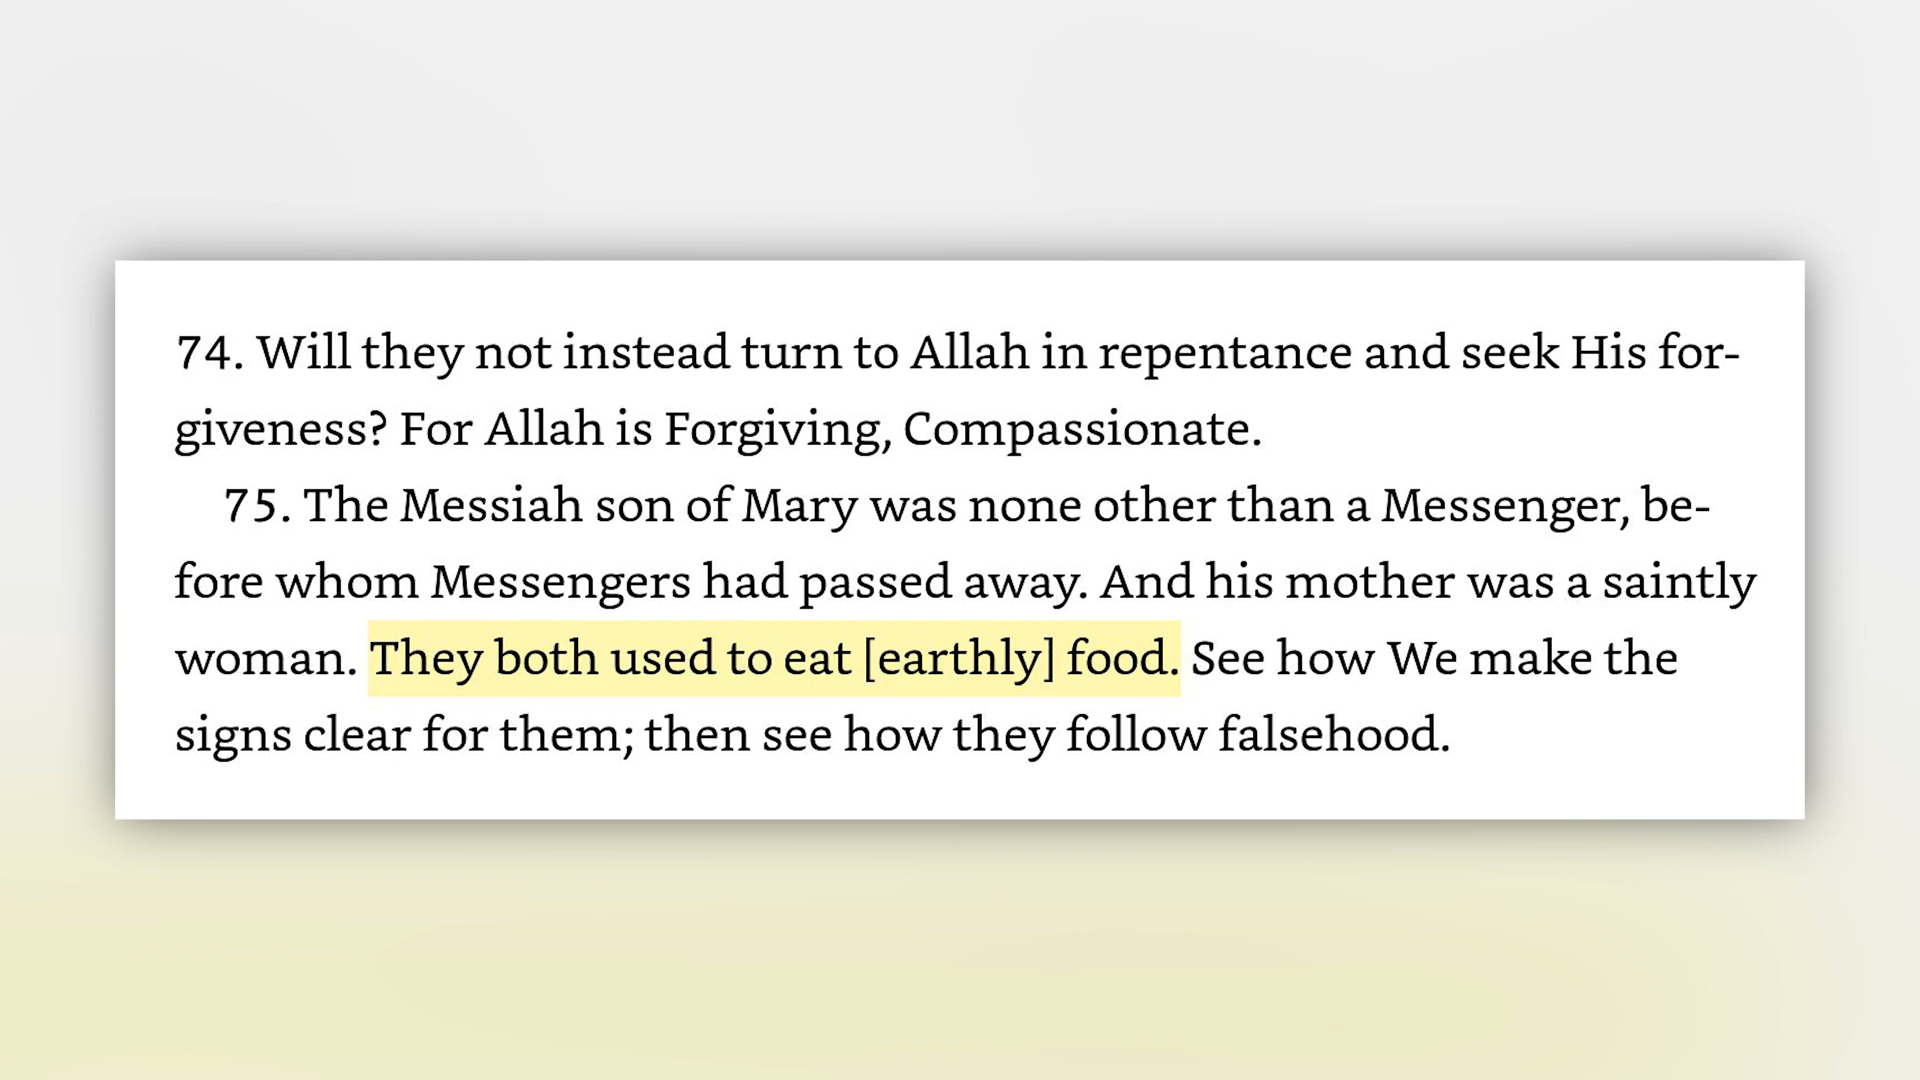 74. Will they not instead turn to Allah in repentance and seek His for-
giveness? For Allah is Forgiving, Compassionate.
75. The Messiah son of Mary was none other than a Messenger, be-
fore whom Messengers had passed away. And his mother was a saintly
woman. They both used to eat [earthly] food. See how We make the
signs clear for them; then see how they follow falsehood.